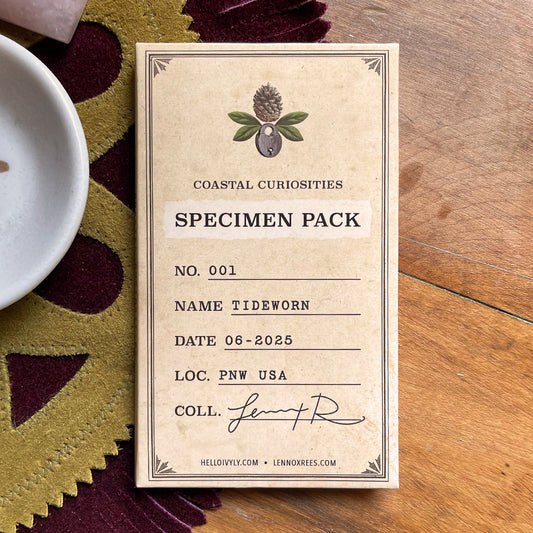 COASTAL CURIOSITIES
SPECIMEN PACK
NO. 001
NAME TIDEWORN
DATE 06-2025
LOC. PNW USA
COLL. Lennox R
HELLOIVYLY.COM • LENNOXREES.COM